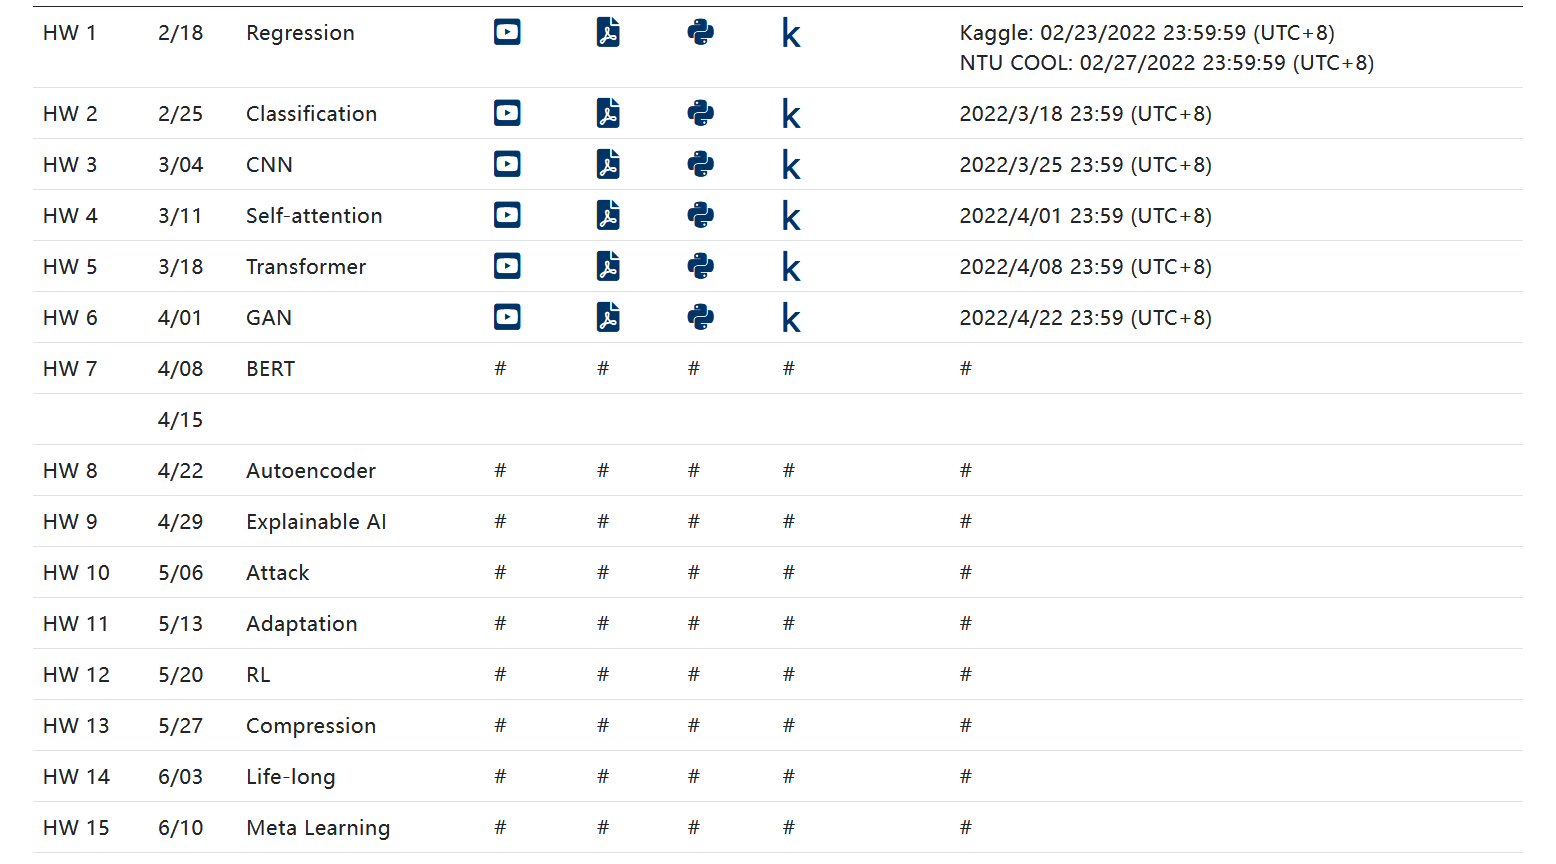 HW 1 2/18 Regression k Kaggle: 02/23/2022 23:59:59 (UTC+8)
NTU COOL: 02/27/2022 23:59:59 (UTC+8)
HW 2 2/25 Classification k 2022/3/18 23:59 (UTC+8)
HW 3 3/04 CNN k 2022/3/25 23:59 (UTC+8)
HW 4 3/11 Self-attention k 2022/4/01 23:59 (UTC+8)
HW 5 3/18 Transformer k 2022/4/08 23:59 (UTC+8)
HW 6 4/01 GAN k 2022/4/22 23:59 (UTC+8)
HW 7 4/08 BERT # # # # #
4/15
HW 8 4/22 Autoencoder # # # # #
HW 9 4/29 Explainable AI # # # # #
HW 10 5/06 Attack # # # # #
HW 11 5/13 Adaptation # # # # #
HW 12 5/20 RL # # # # #
HW 13 5/27 Compression # # # # #
HW 14 6/03 Life-long # # # # #
HW 15 6/10 Meta Learning # # # # #